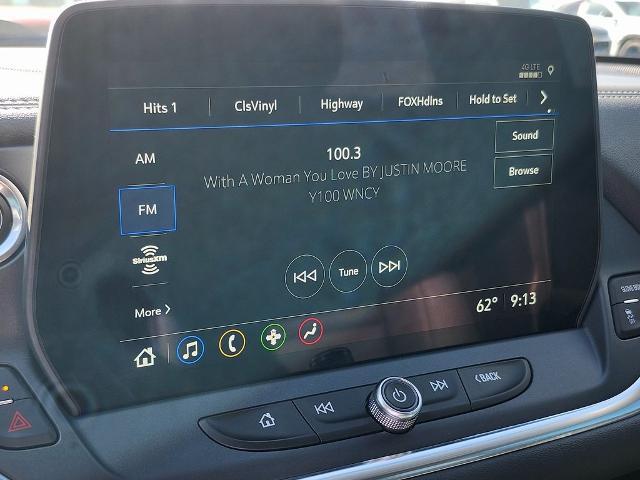 4G LTE
Hits 1 ClsVinyl Highway FOXHdlns Hold to Set
AM
100.3
Sound
With A Woman You Love BY JUSTIN MOORE
Browse
Y100 WNCY
FM
SiriusXM
Tune
More
62° 9:13
BACK